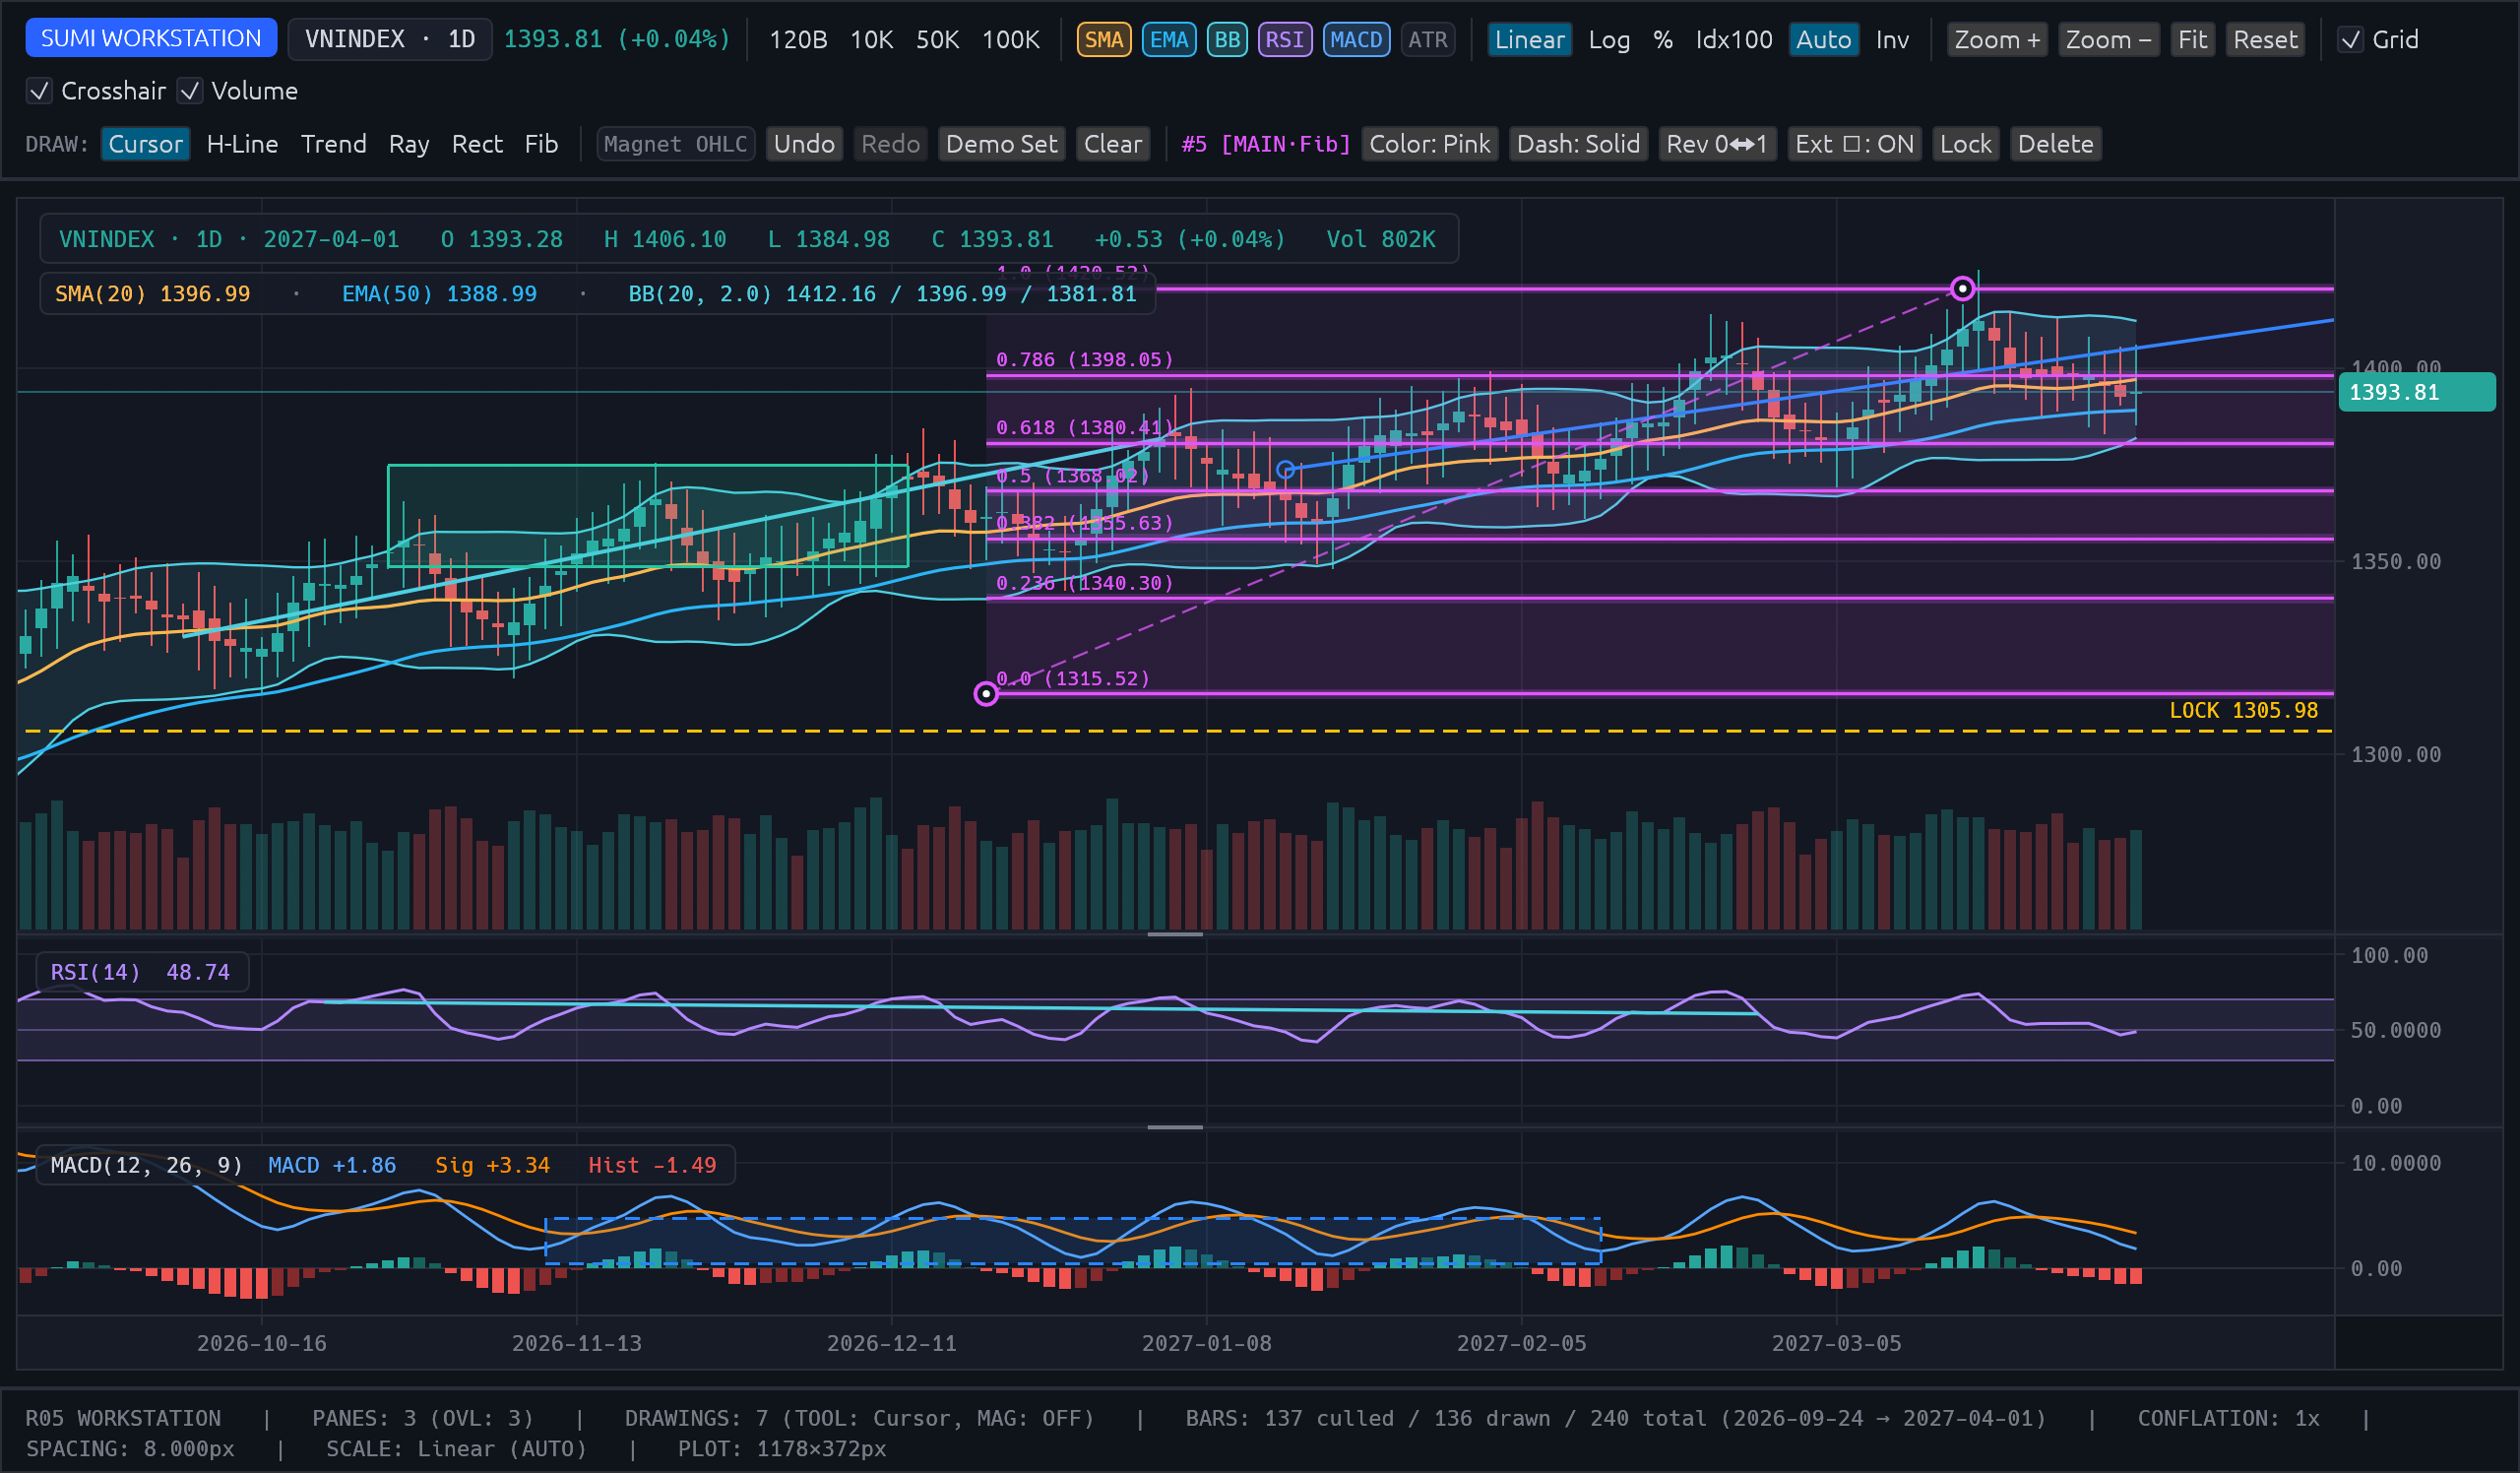 SUMI WORKSTATION VNINDEX · 1D 1393.81 (+0.04%) 120B 10K 50K 100K SMA EMA BB RSI MACD ATR Linear Log % Idx100 Auto Inv Zoom + Zoom − Fit Reset Grid
Crosshair Volume
DRAW: Cursor H-Line Trend Ray Rect Fib Magnet OHLC Undo Redo Demo Set Clear #5 [MAIN·Fib] Color: Pink Dash: Solid Rev 0↔1 Ext □: ON Lock Delete
VNINDEX · 1D · 2027-04-01 O 1393.28 H 1406.10 L 1384.98 C 1393.81 +0.53 (+0.04%) Vol 802K
1.0 (1420.52)
SMA(20) 1396.99 · EMA(50) 1388.99 · BB(20, 2.0) 1412.16 / 1396.99 / 1381.81
0.786 (1398.05)
1400.00
1393.81
0.618 (1380.41)
0.5 (1368.02)
0.382 (1355.63)
1350.00
0.236 (1340.30)
0.0 (1315.52)
LOCK 1305.98
1300.00
RSI(14) 48.74
100.00
50.0000
0.00
MACD(12, 26, 9) MACD +1.86 Sig +3.34 Hist −1.49
10.0000
0.00
2026-10-16 2026-11-13 2026-12-11 2027-01-08 2027-02-05 2027-03-05
R05 WORKSTATION | PANES: 3 (OVL: 3) | DRAWINGS: 7 (TOOL: Cursor, MAG: OFF) | BARS: 137 culled / 136 drawn / 240 total (2026-09-24 → 2027-04-01) | CONFLATION: 1x |
SPACING: 8.000px | SCALE: Linear (AUTO) | PLOT: 1178×372px